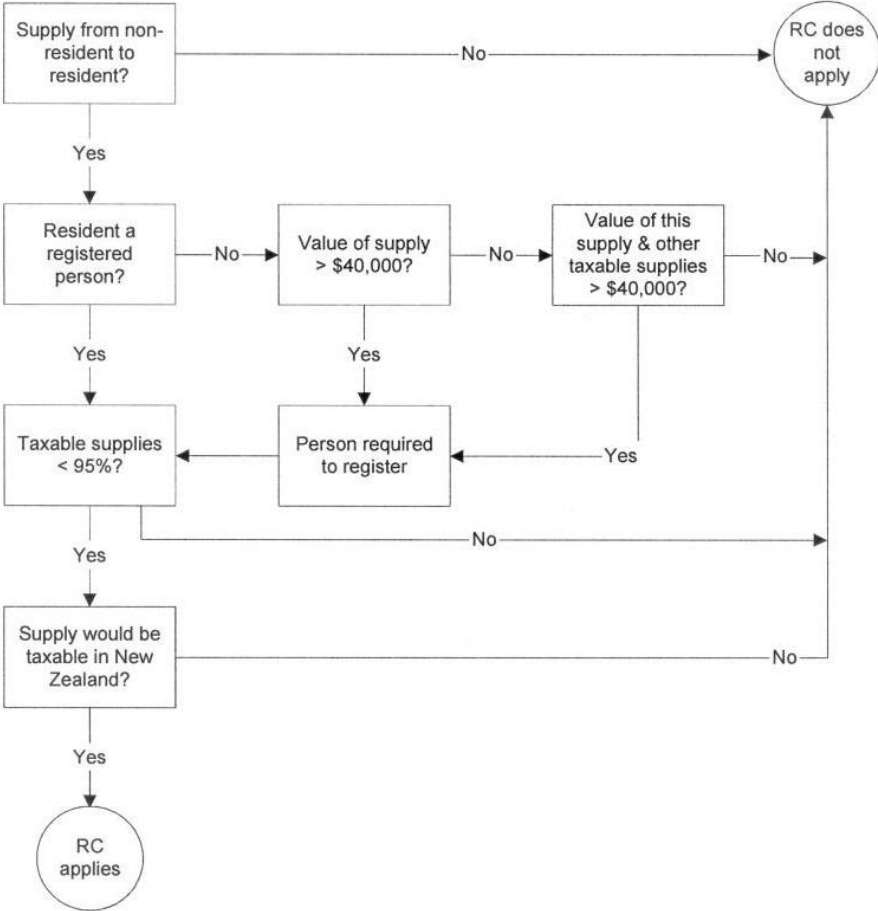 Supply from non-
resident to
resident?
No
RC does
not
apply
Yes
Resident a
registered
person?
No
Value of supply
> $40,000?
No
Value of this
supply & other
taxable supplies
> $40,000?
No
Yes
Yes
Taxable supplies
< 95%?
Person required
to register
Yes
No
Yes
Supply would be
taxable in New
Zealand?
No
Yes
RC
applies